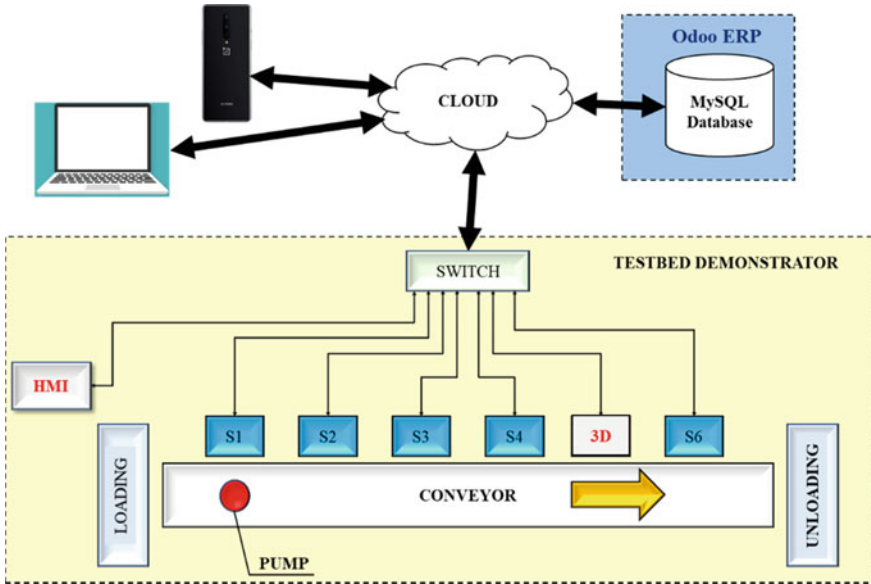 Odoo ERP
CLOUD
MySQL
Database
SWITCH
TESTBED DEMONSTRATOR
HMI
S1
S2
S3
S4
3D
S6
LOADING
CONVEYOR
UNLOADING
PUMP